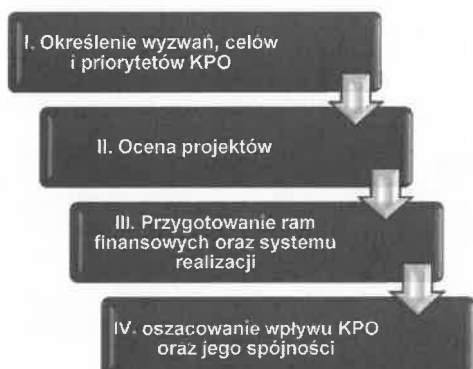 I. Określenie wyzwań, celów
i priorytetów KPO
II. Ocena projektów
III. Przygotowanie ram
finansowych oraz systemu
realizacji
IV. oszacowanie wpływu KPO
oraz jego spójności